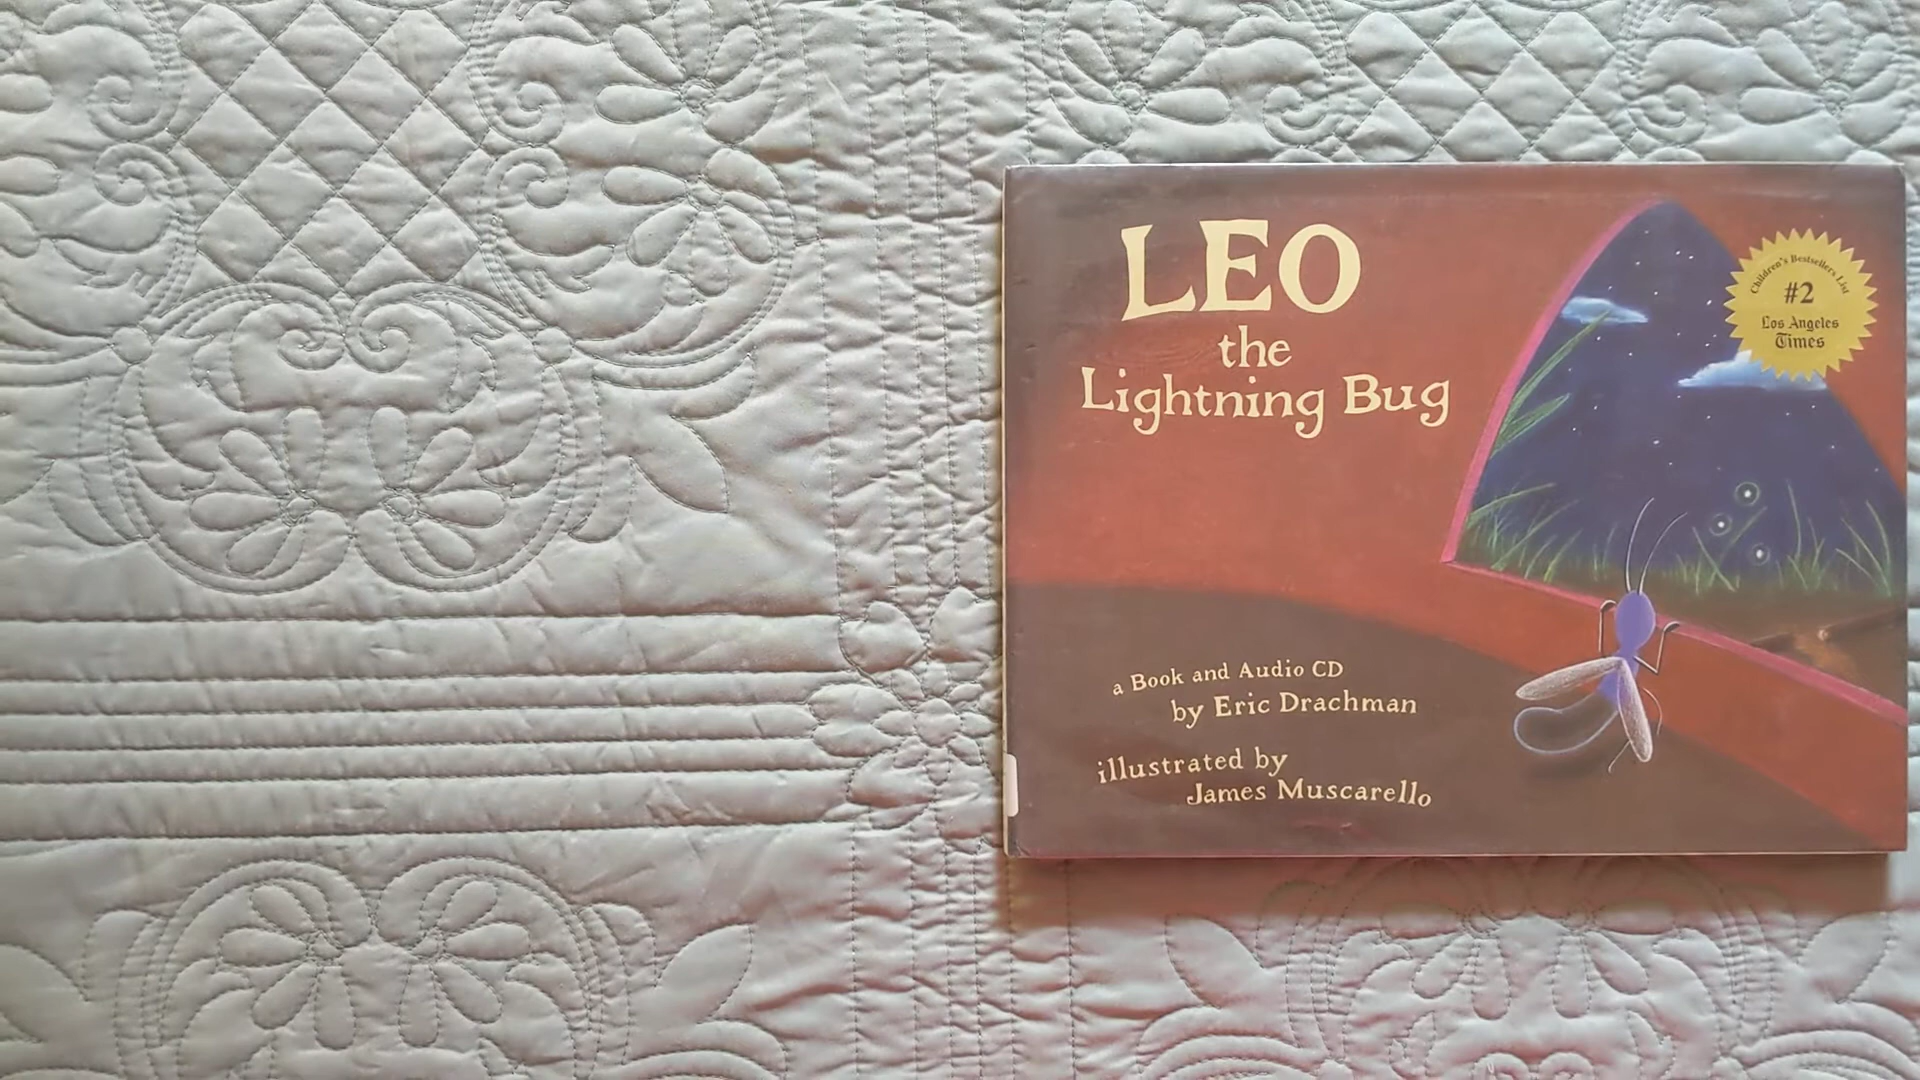 LEO
the
Lightning Bug
Children's Bestsellers List
#2
Los Angeles
Times
a Book and Audio CD
by Eric Drachman
illustrated by
James Muscarello